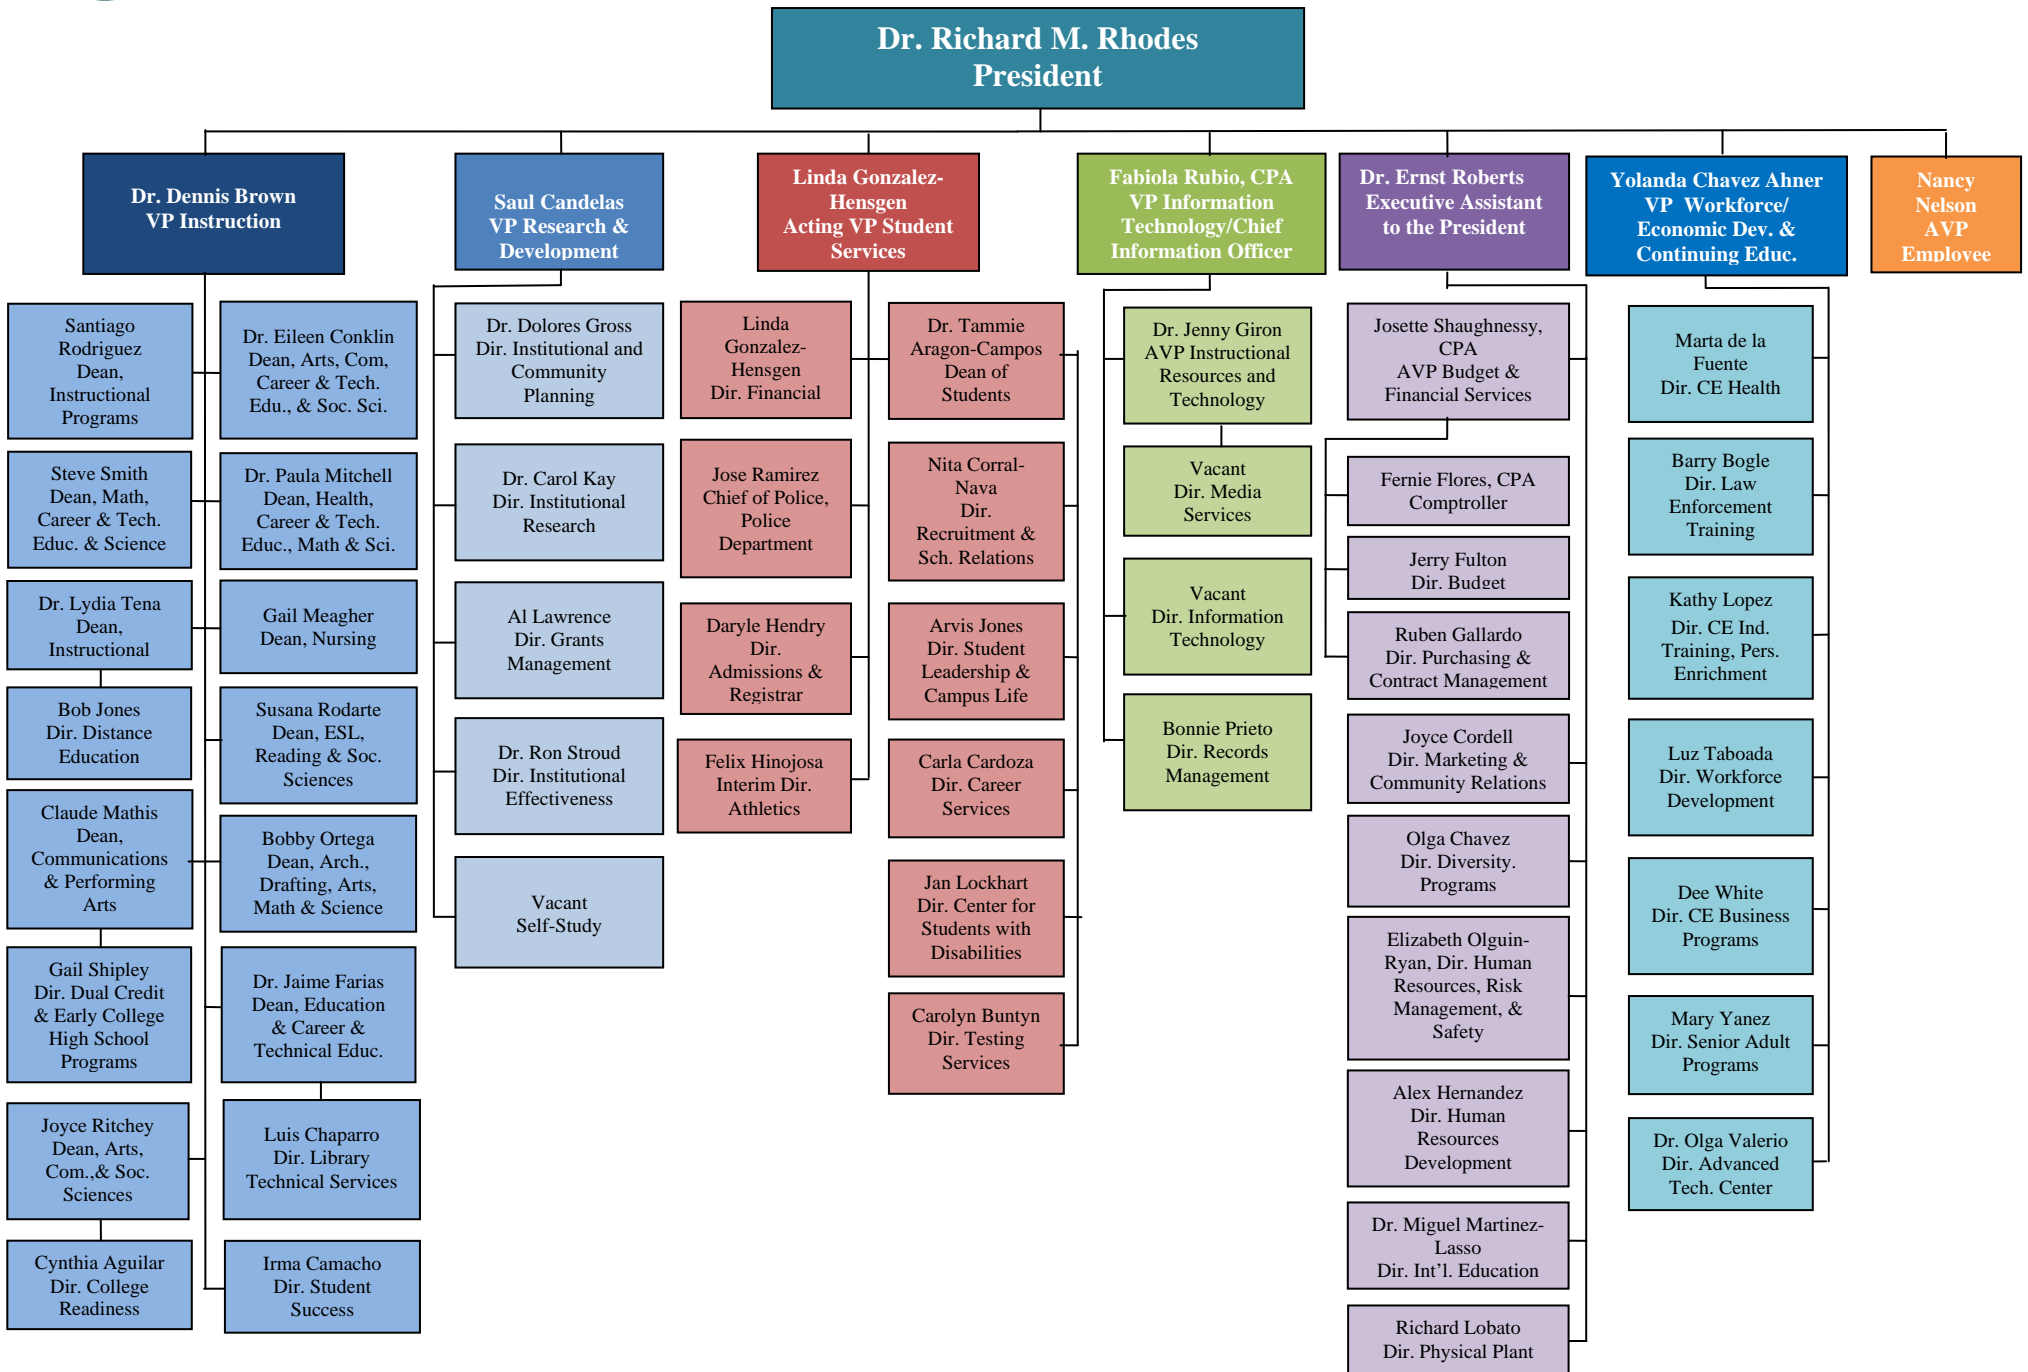 Dr. Richard M. Rhodes
President
Dr. Dennis Brown
VP Instruction
Saul Candelas
VP Research &
Development
Linda Gonzalez-
Hensgen
Acting VP Student
Services
Fabiola Rubio, CPA
VP Information
Technology/Chief
Information Officer
Dr. Ernst Roberts
Executive Assistant
to the President
Yolanda Chavez Ahner
VP  Workforce/
Economic Dev. &
Continuing Educ.
Nancy
Nelson
AVP
Employee
Santiago
Rodriguez
Dean,
Instructional
Programs
Dr. Eileen Conklin
Dean, Arts, Com,
Career & Tech.
Edu., & Soc. Sci.
Steve Smith
Dean, Math,
Career & Tech.
Educ. & Science
Dr. Paula Mitchell
Dean, Health,
Career & Tech.
Educ., Math & Sci.
Dr. Lydia Tena
Dean,
Instructional
Gail Meagher
Dean, Nursing
Bob Jones
Dir. Distance
Education
Susana Rodarte
Dean, ESL,
Reading & Soc.
Sciences
Claude Mathis
Dean,
Communications
& Performing
Arts
Bobby Ortega
Dean, Arch.,
Drafting, Arts,
Math & Science
Gail Shipley
Dir. Dual Credit
& Early College
High School
Programs
Dr. Jaime Farias
Dean, Education
& Career &
Technical Educ.
Joyce Ritchey
Dean, Arts,
Com.,& Soc.
Sciences
Luis Chaparro
Dir. Library
Technical Services
Cynthia Aguilar
Dir. College
Readiness
Irma Camacho
Dir. Student
Success
Dr. Dolores Gross
Dir. Institutional and
Community
Planning
Dr. Carol Kay
Dir. Institutional
Research
Al Lawrence
Dir. Grants
Management
Dr. Ron Stroud
Dir. Institutional
Effectiveness
Vacant
Self-Study
Linda
Gonzalez-
Hensgen
Dir. Financial
Dr. Tammie
Aragon-Campos
Dean of
Students
Jose Ramirez
Chief of Police,
Police
Department
Nita Corral-
Nava
Dir.
Recruitment &
Sch. Relations
Daryle Hendry
Dir.
Admissions &
Registrar
Arvis Jones
Dir. Student
Leadership &
Campus Life
Felix Hinojosa
Interim Dir.
Athletics
Carla Cardoza
Dir. Career
Services
Jan Lockhart
Dir. Center for
Students with
Disabilities
Carolyn Buntyn
Dir. Testing
Services
Dr. Jenny Giron
AVP Instructional
Resources and
Technology
Vacant
Dir. Media
Services
Vacant
Dir. Information
Technology
Bonnie Prieto
Dir. Records
Management
Josette Shaughnessy,
CPA
AVP Budget &
Financial Services
Fernie Flores, CPA
Comptroller
Jerry Fulton
Dir. Budget
Ruben Gallardo
Dir. Purchasing &
Contract Management
Joyce Cordell
Dir. Marketing &
Community Relations
Olga Chavez
Dir. Diversity.
Programs
Elizabeth Olguin-
Ryan, Dir. Human
Resources, Risk
Management, &
Safety
Alex Hernandez
Dir. Human
Resources
Development
Dr. Miguel Martinez-
Lasso
Dir. Int’l. Education
Richard Lobato
Dir. Physical Plant
Marta de la
Fuente
Dir. CE Health
Barry Bogle
Dir. Law
Enforcement
Training
Kathy Lopez
Dir. CE Ind.
Training, Pers.
Enrichment
Luz Taboada
Dir. Workforce
Development
Dee White
Dir. CE Business
Programs
Mary Yanez
Dir. Senior Adult
Programs
Dr. Olga Valerio
Dir. Advanced
Tech. Center